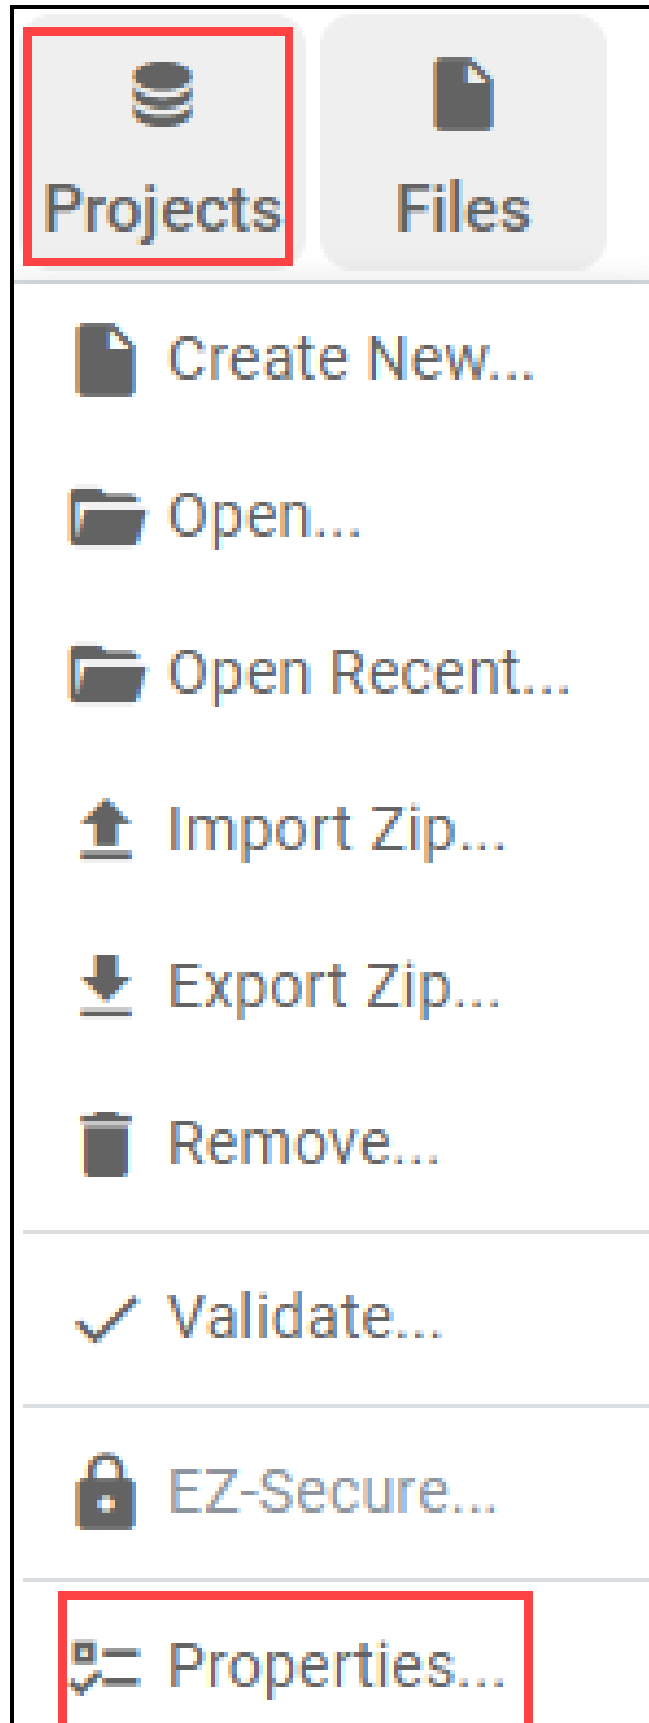 Projects Files
Create New...
Open...
Open Recent...
Import Zip...
Export Zip...
Remove...
Validate...
EZ-Secure...
Properties...